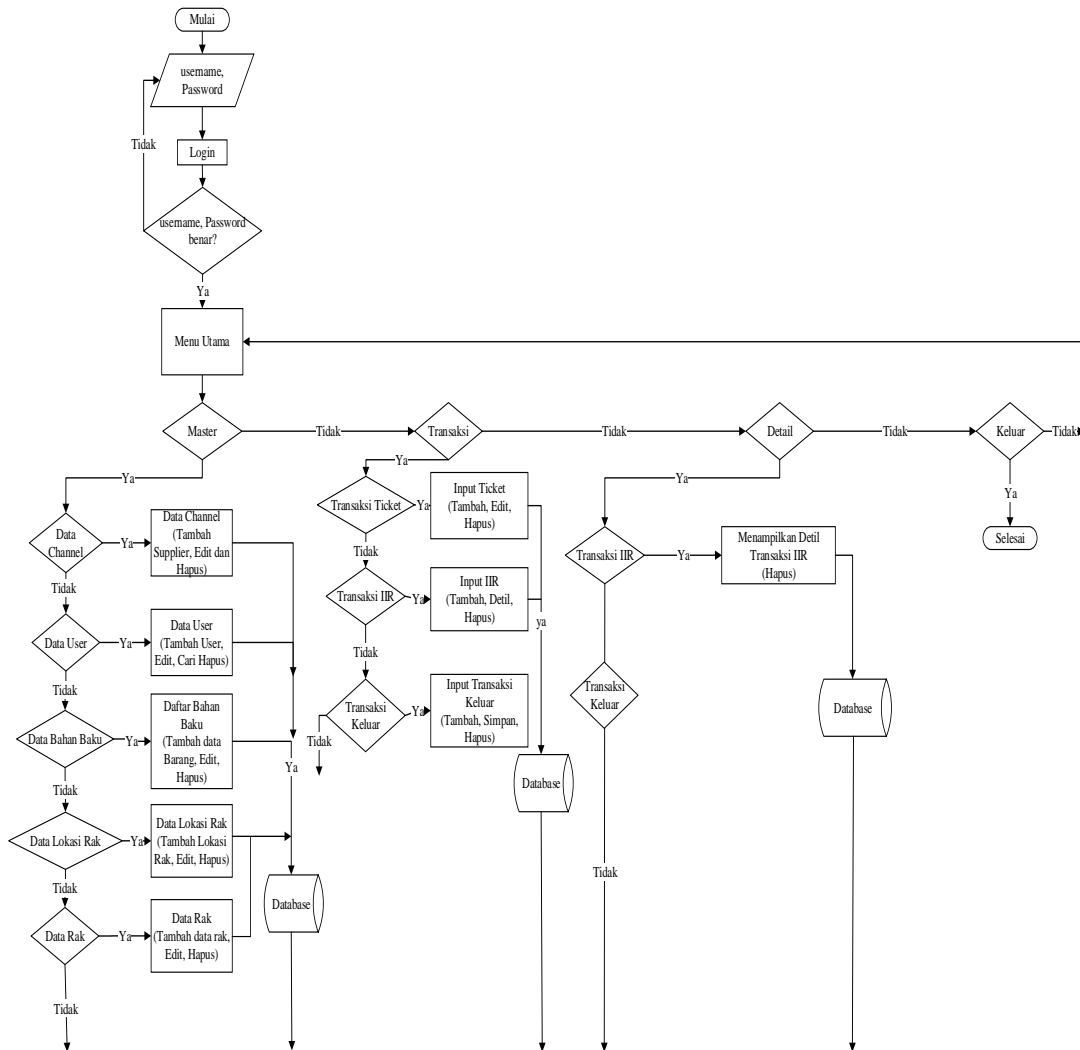 Mulai
username,
Password
Tidak
Login
username, Password
benar?
Ya
Menu Utama
Master
Tidak
Transaksi
Tidak
Detail
Tidak
Keluar
Tidak
Ya
Data
Channel
Ya
Data Channel
(Tambah
Supplier, Edit dan
Hapus)
Tidak
Data User
Ya
Data User
(Tambah User,
Edit, Cari Hapus)
Tidak
Data Bahan Baku
Ya
Daftar Bahan
Baku
(Tambah data
Barang, Edit,
Hapus)
Ya
Tidak
Data Lokasi Rak
Ya
Data Lokasi Rak
(Tambah Lokasi
Rak, Edit, Hapus)
Tidak
Data Rak
Ya
Data Rak
(Tambah data rak,
Edit, Hapus)
Database
Tidak
Ya
Transaksi Ticket
Ya
Input Ticket
(Tambah, Edit,
Hapus)
Tidak
Transaksi IIR
Ya
Input IIR
(Tambah, Detil,
Hapus)
ya
Tidak
Transaksi
Keluar
Ya
Input Transaksi
Keluar
(Tambah, Simpan,
Hapus)
Tidak
Database
Ya
Transaksi IIR
Ya
Menampilkan Detil
Transaksi IIR
(Hapus)
Transaksi
Keluar
Database
Tidak
Ya
Selesai